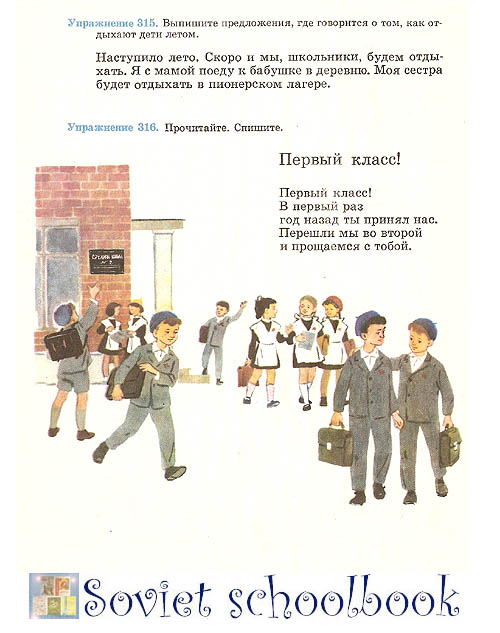 Упражнение 315. Выпишите предложения, где говорится о том, как от-
дыхают дети летом.
Наступило лето. Скоро и мы, школьники, будем отды-
хать. Я с мамой поеду к бабушке в деревню. Моя сестра
будет отдыхать в пионерском лагере.
Упражнение 316. Прочитайте. Спишите.
Первый класс!
Первый класс!
В первый раз
год назад ты принял нас.
Перешли мы во второй
и прощаемся с тобой.
Soviet schoolbook